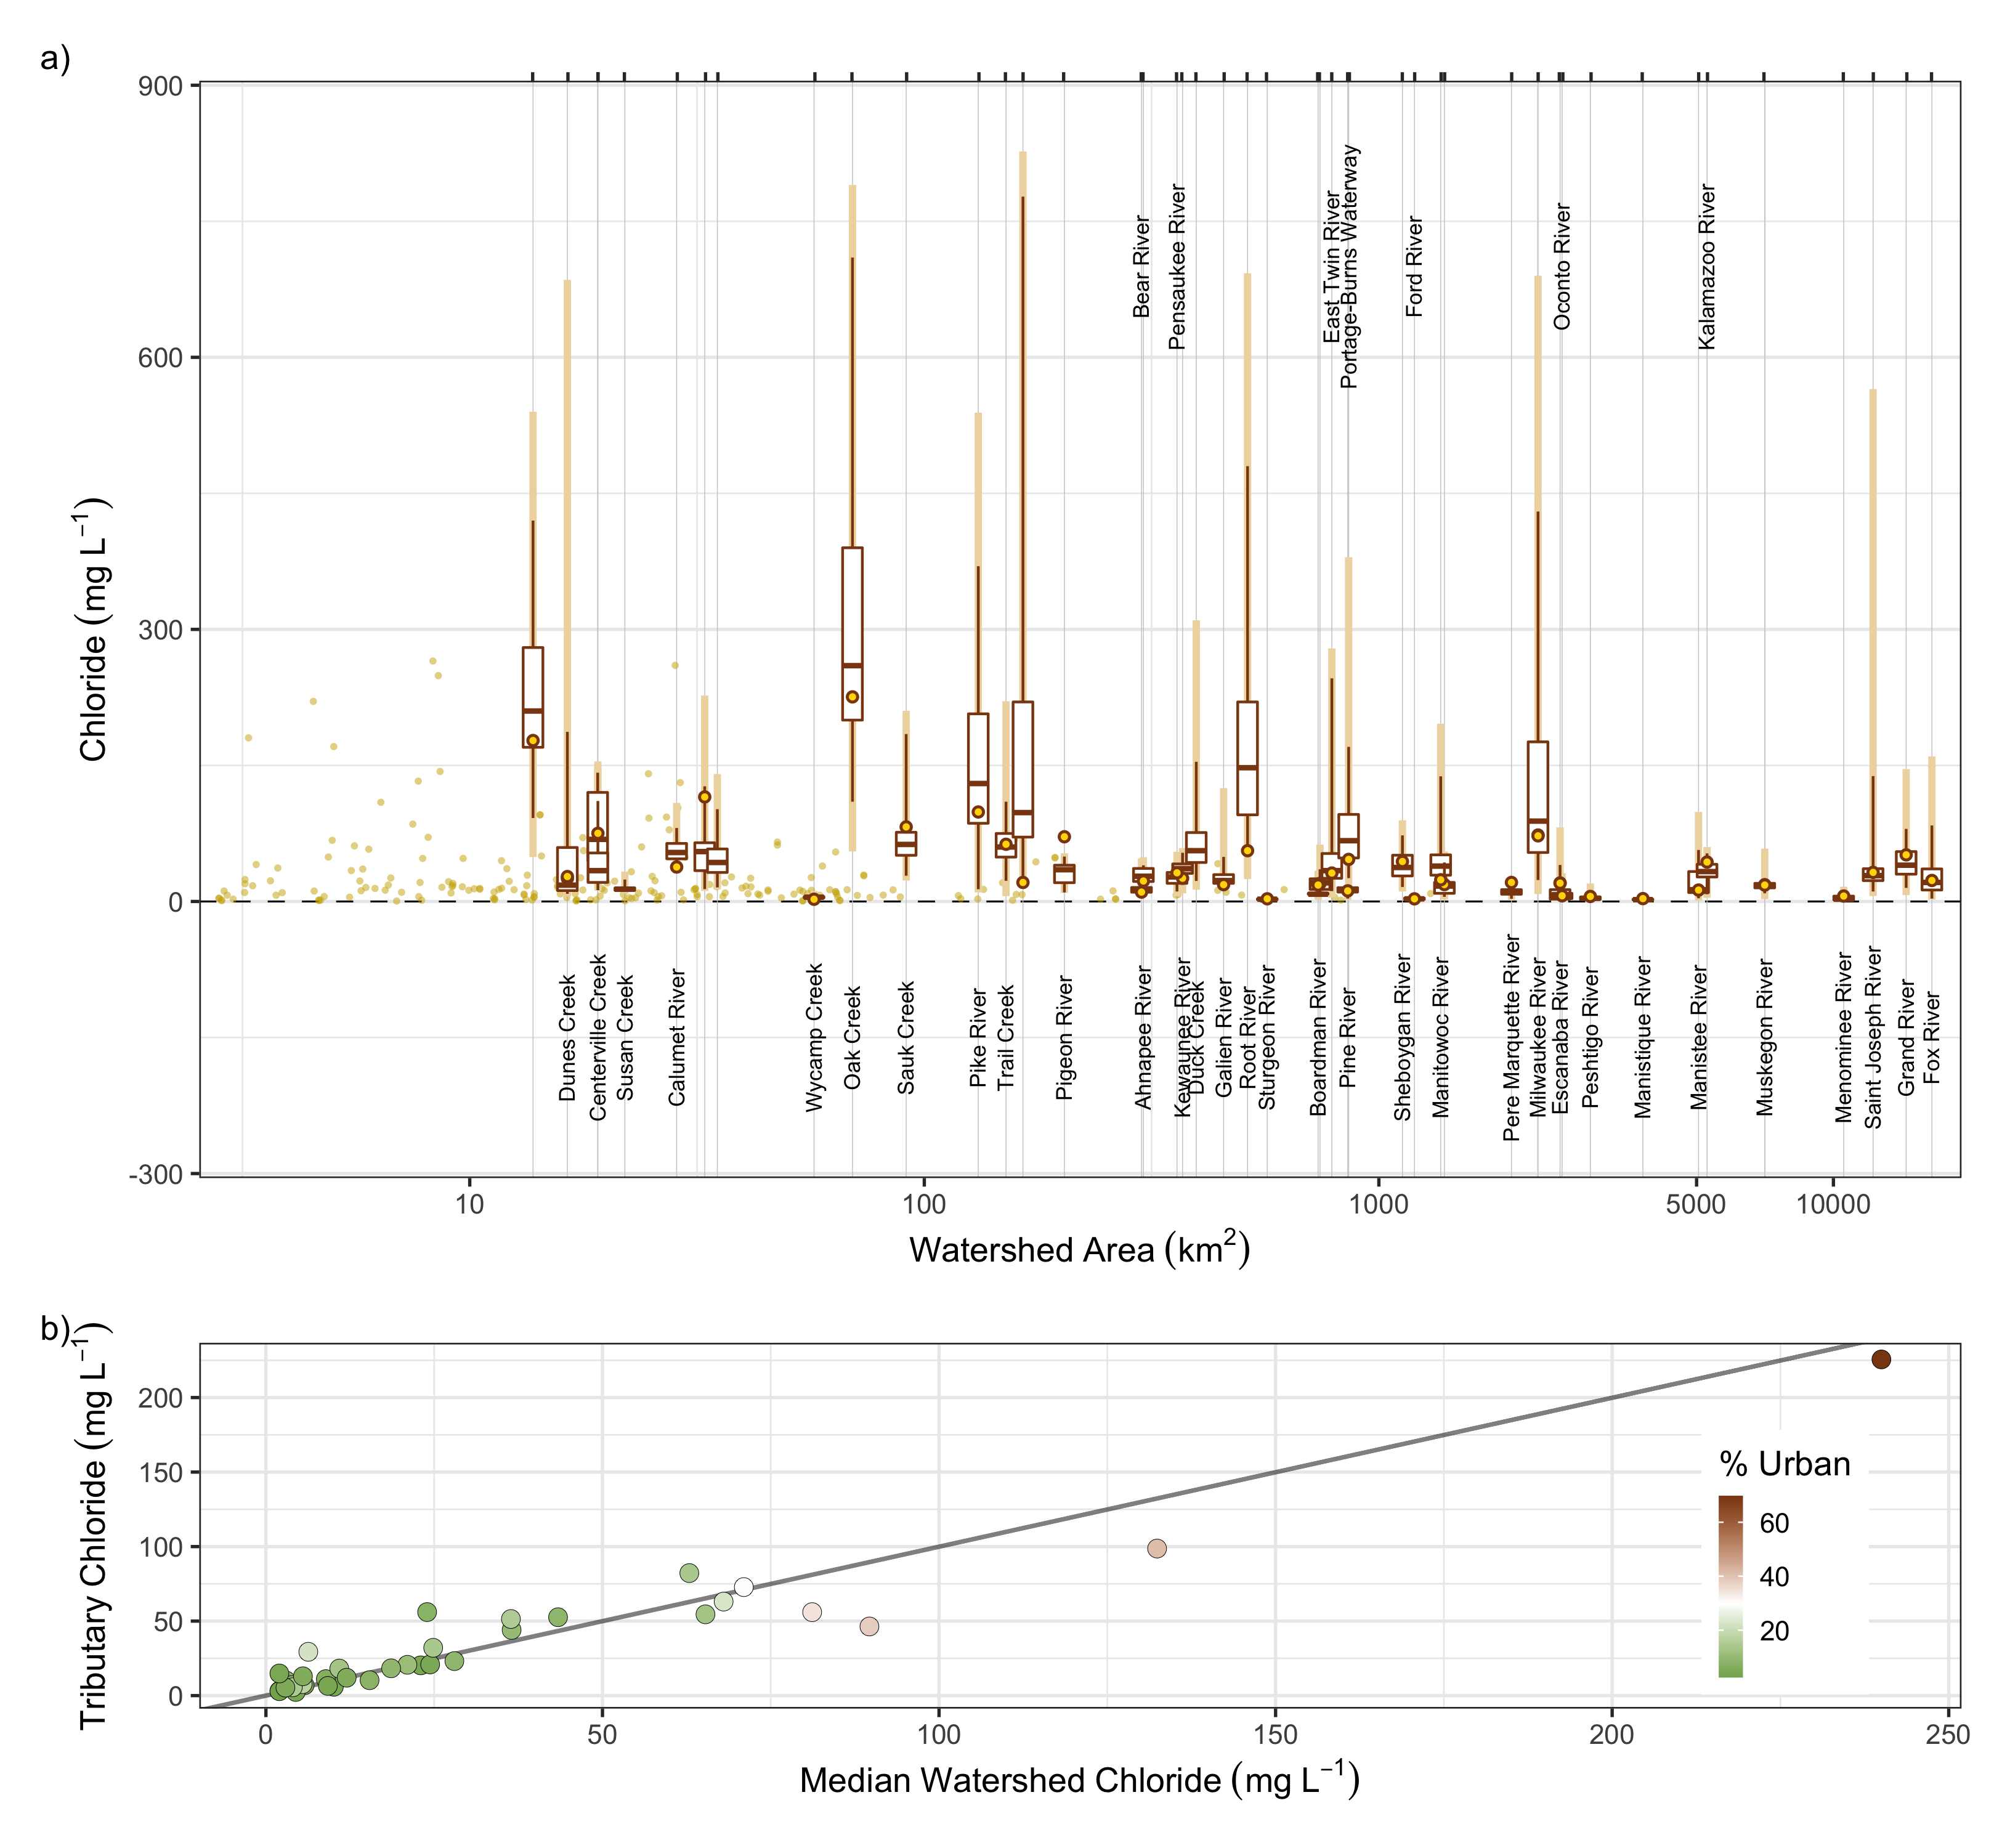 a)
900
600
300
0
-300
Chloride (mg L⁻¹)
Bear River
Pensaukee River
East Twin River
Portage-Burns Waterway
Ford River
Oconto River
Kalamazoo River
Dunes Creek
Centerville Creek
Susan Creek
Calumet River
Wycamp Creek
Oak Creek
Sauk Creek
Pike River
Trail Creek
Pigeon River
Ahnapee River
Kewaunee River
Duck Creek
Galien River
Root River
Sturgeon River
Boardman River
Pine River
Sheboygan River
Manitowoc River
Pere Marquette River
Milwaukee River
Escanaba River
Peshtigo River
Manistique River
Manistee River
Muskegon River
Menominee River
Saint Joseph River
Grand River
Fox River
10 100 1000 5000 10000
Watershed Area (km²)
b)
Tributary Chloride (mg L⁻¹)
200
150
100
50
0
% Urban
60
40
20
0 50 100 150 200 250
Median Watershed Chloride (mg L⁻¹)